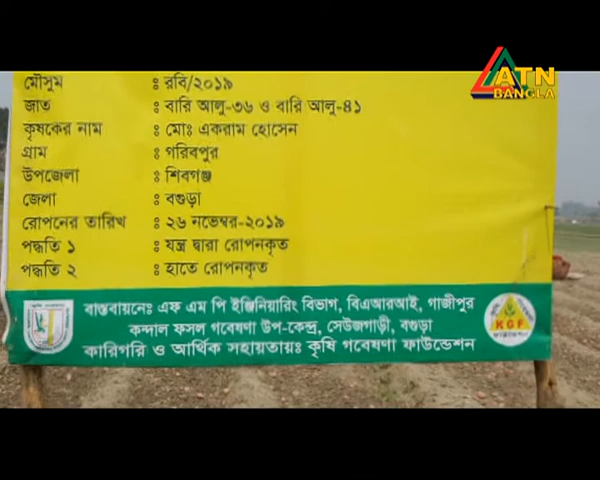 ATN
BANGLA
মৌসুম : রবি/২০১৯
জাত : বারি আলু-৩৬ ও বারি আলু-৪১
কৃষকের নাম : মোঃ একরাম হোসেন
গ্রাম : গরিবপুর
উপজেলা : শিবগঞ্জ
জেলা : বগুড়া
রোপনের তারিখ : ২৬ নভেম্বর-২০১৯
পদ্ধতি ১ : যন্ত্র দ্বারা রোপনকৃত
পদ্ধতি ২ : হাতে রোপনকৃত
বাস্তবায়নেঃ এফ এম পি ইঞ্জিনিয়ারিং বিভাগ, বিএআরআই, গাজীপুর
কন্দাল ফসল গবেষণা উপ-কেন্দ্র, সেউজগাড়ী, বগুড়া
কারিগরি ও আর্থিক সহায়তায়ঃ কৃষি গবেষণা ফাউন্ডেশন
KGF